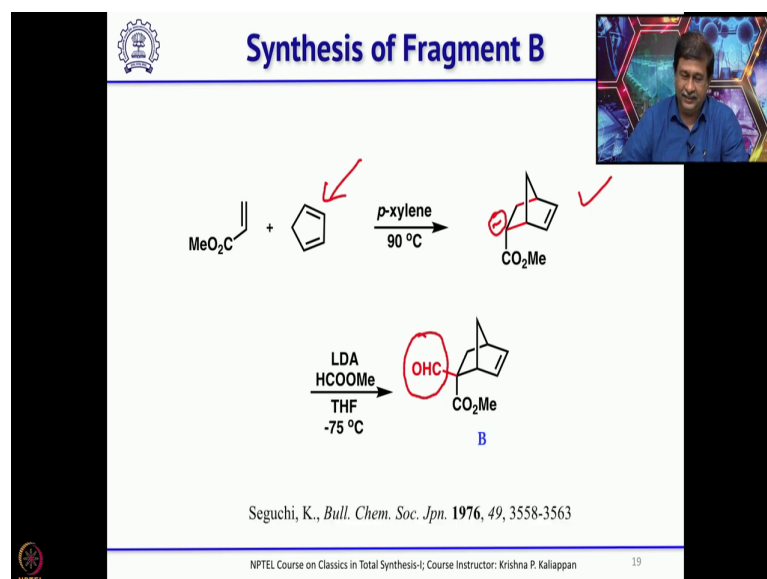 Synthesis of Fragment B
MeO₂C
+
p-xylene
90 °C
CO₂Me
LDA
HCOOMe
THF
-75 °C
OHC
CO₂Me
B
Seguchi, K., Bull. Chem. Soc. Jpn. 1976, 49, 3558-3563
NPTEL Course on Classics in Total Synthesis-I; Course Instructor: Krishna P. Kaliappan
19